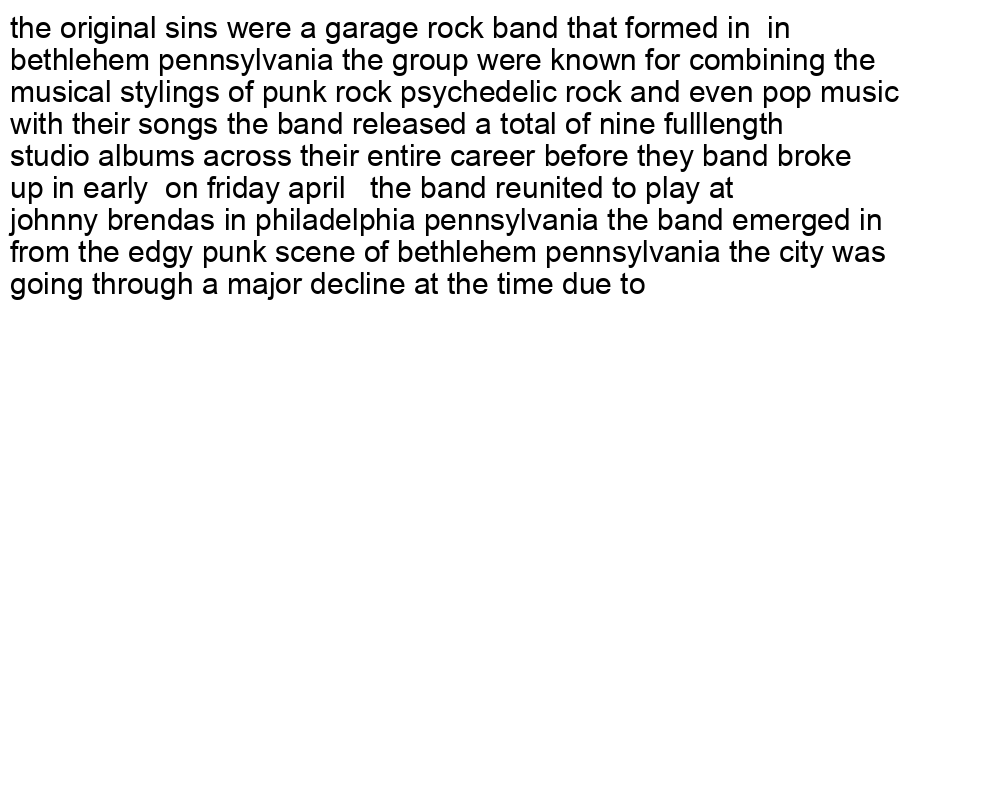 the original sins were a garage rock band that formed in  in
bethlehem pennsylvania the group were known for combining the
musical stylings of punk rock psychedelic rock and even pop music
with their songs the band released a total of nine fulllength
studio albums across their entire career before they band broke
up in early  on friday april   the band reunited to play at
johnny brendas in philadelphia pennsylvania the band emerged in
from the edgy punk scene of bethlehem pennsylvania the city was
going through a major decline at the time due to